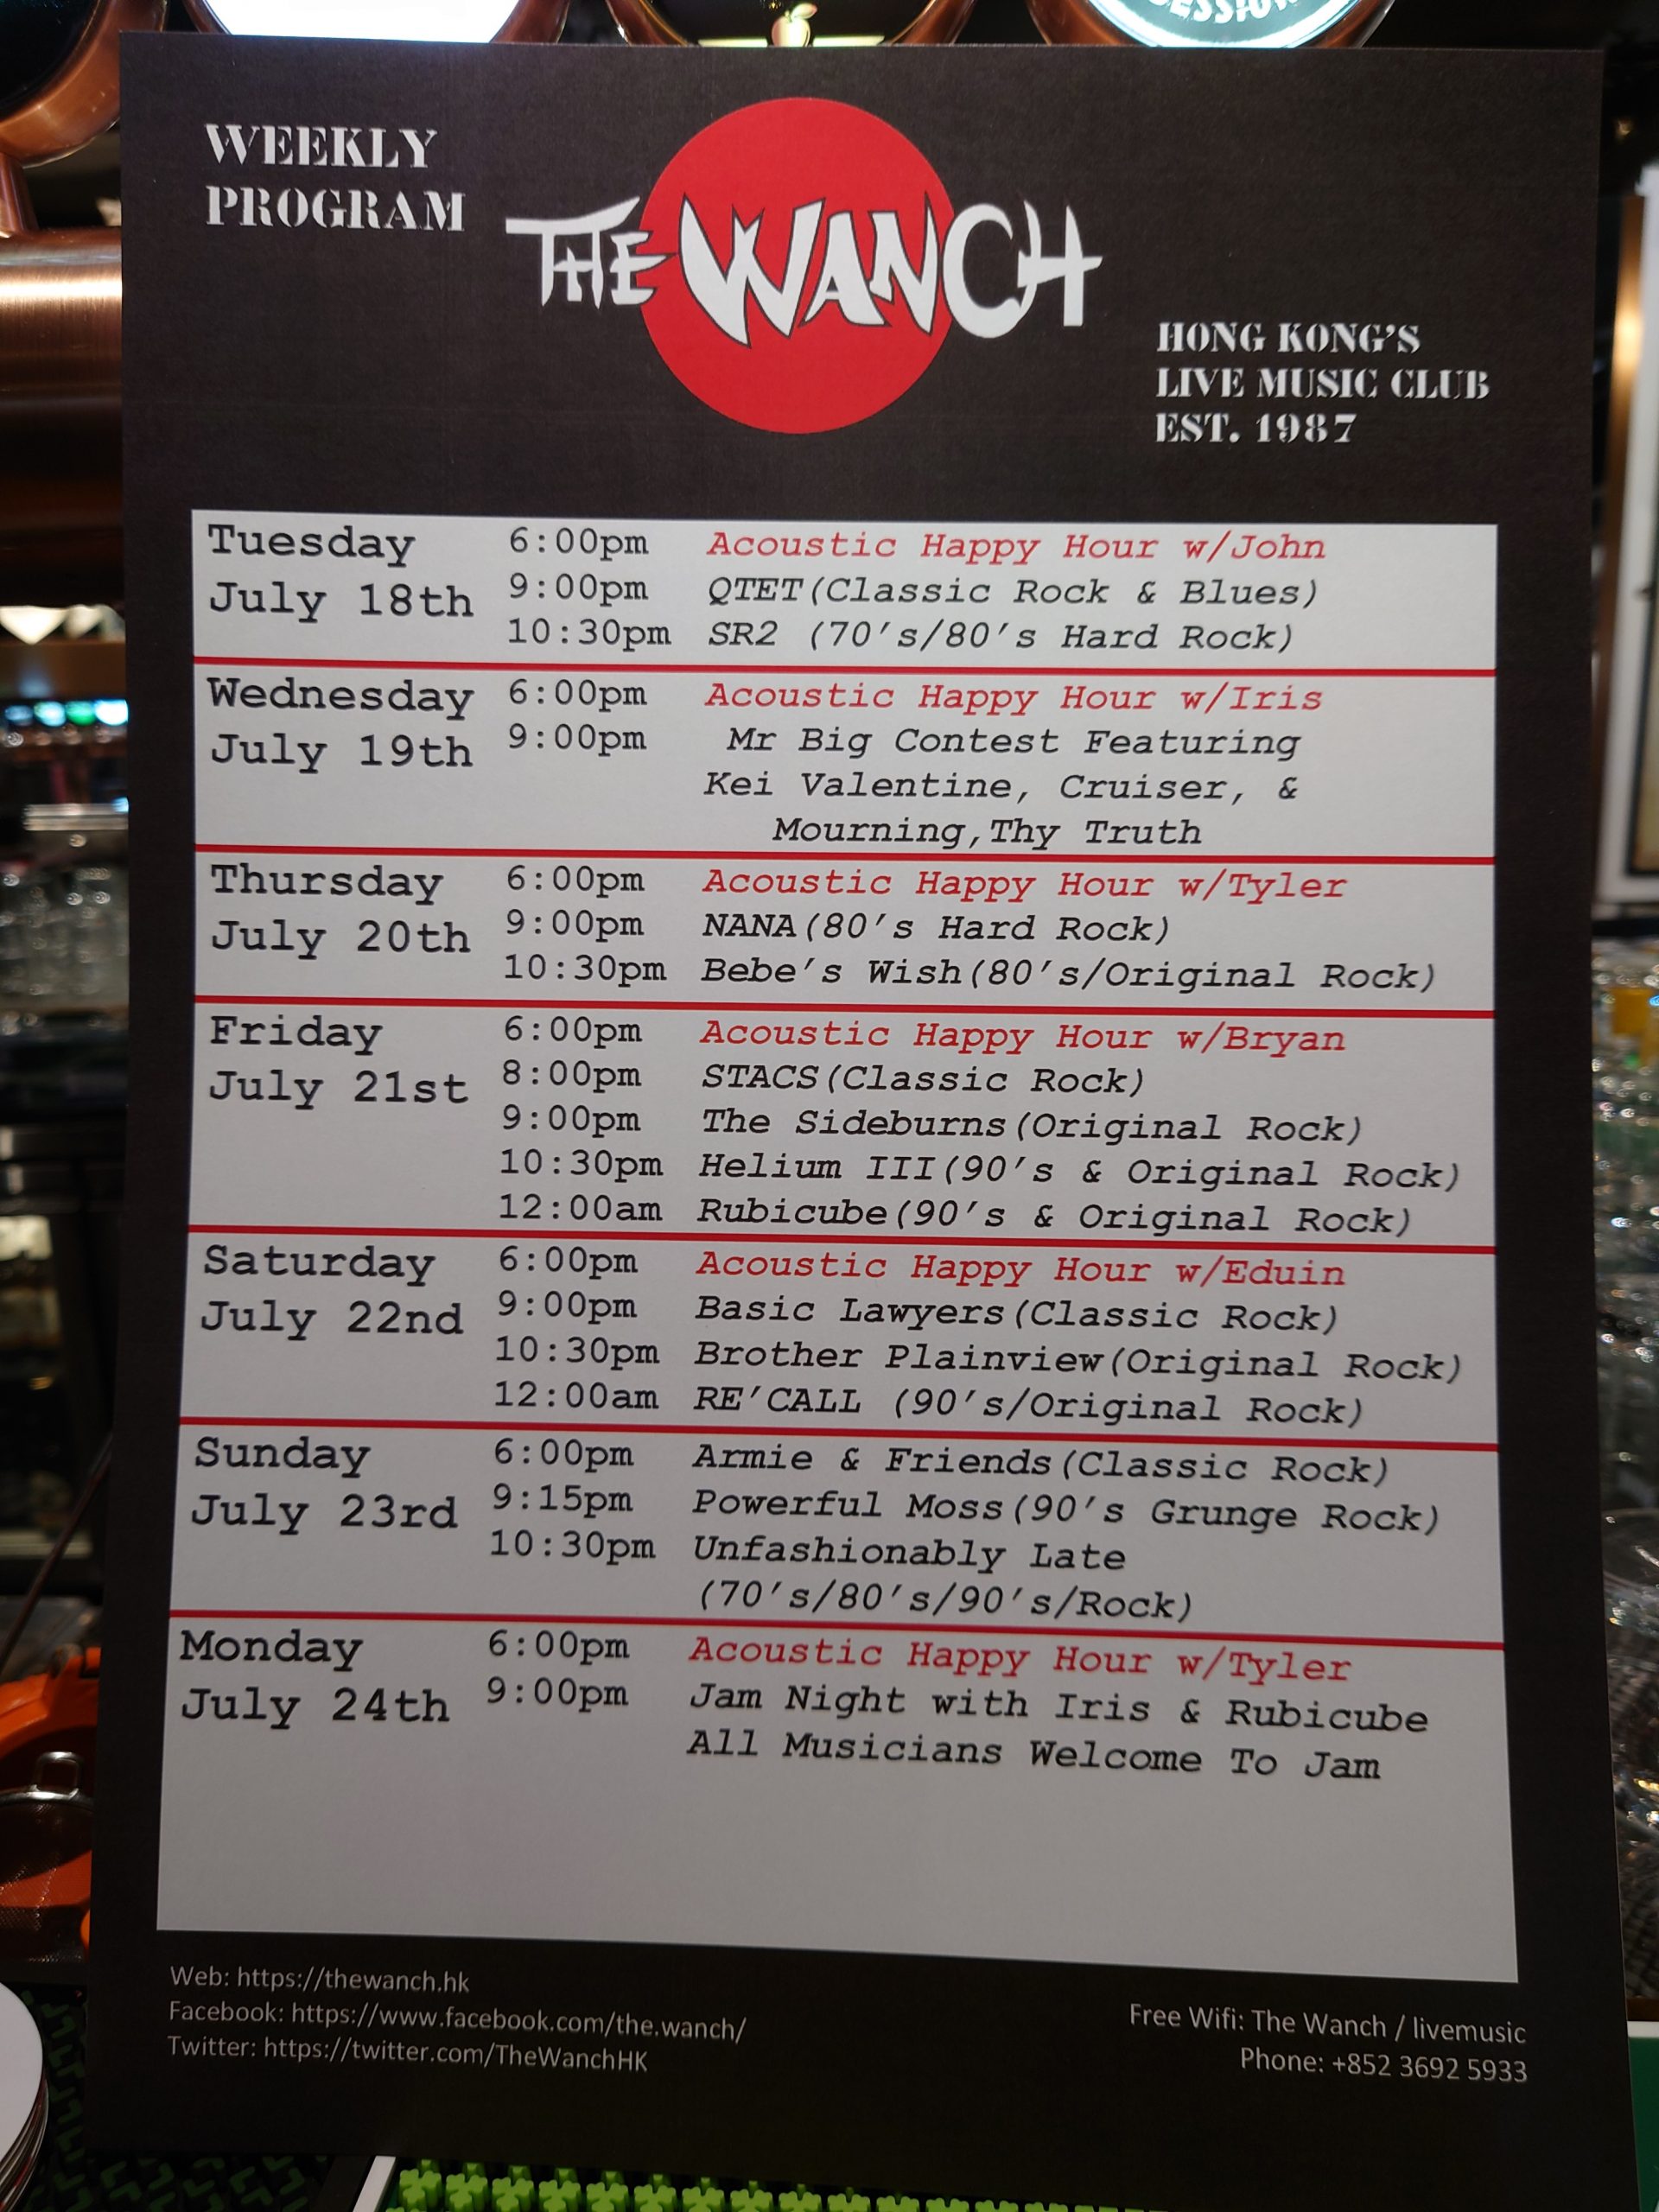 SESSION
WEEKLY
PROGRAM
THE WANCH
HONG KONG'S
LIVE MUSIC CLUB
EST. 1987
Tuesday 6:00pm Acoustic Happy Hour w/John
July 18th 9:00pm QTET(Classic Rock & Blues)
10:30pm SR2 (70's/80's Hard Rock)
Wednesday 6:00pm Acoustic Happy Hour w/Iris
July 19th 9:00pm Mr Big Contest Featuring
Kei Valentine, Cruiser, &
Mourning,Thy Truth
Thursday 6:00pm Acoustic Happy Hour w/Tyler
July 20th 9:00pm NANA(80's Hard Rock)
10:30pm Bebe's Wish(80's/Original Rock)
Friday 6:00pm Acoustic Happy Hour w/Bryan
July 21st 8:00pm STACS(Classic Rock)
9:00pm The Sideburns(Original Rock)
10:30pm Helium III(90's & Original Rock)
12:00am Rubicube(90's & Original Rock)
Saturday 6:00pm Acoustic Happy Hour w/Eduin
July 22nd 9:00pm Basic Lawyers(Classic Rock)
10:30pm Brother Plainview(Original Rock)
12:00am RE'CALL (90's/Original Rock)
Sunday 6:00pm Armie & Friends(Classic Rock)
July 23rd 9:15pm Powerful Moss(90's Grunge Rock)
10:30pm Unfashionably Late
(70's/80's/90's/Rock)
Monday 6:00pm Acoustic Happy Hour w/Tyler
July 24th 9:00pm Jam Night with Iris & Rubicube
All Musicians Welcome To Jam
Web: https://thewanch.hk
Facebook: https://www.facebook.com/the.wanch/
Twitter: https://twitter.com/TheWanchHK
Free Wifi: The Wanch / livemusic
Phone: +852 3692 5933